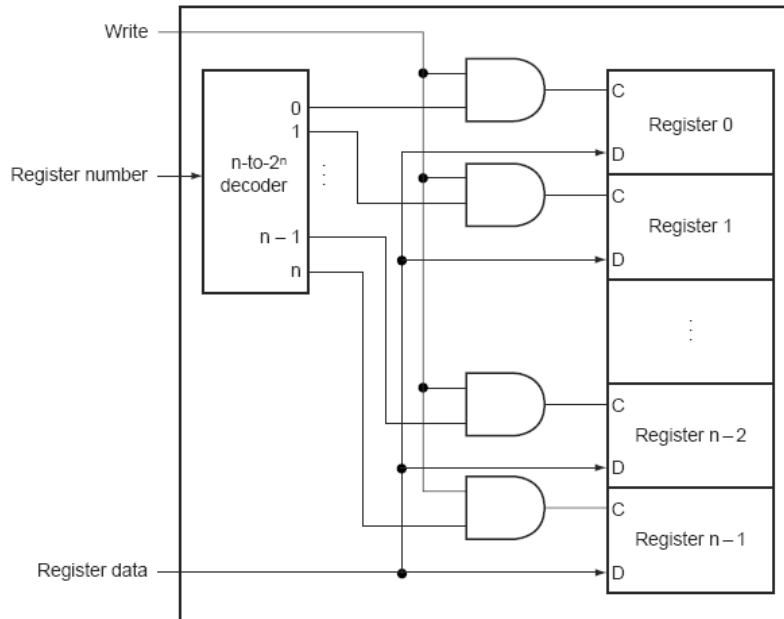 Write
0
1
n-to-2ⁿ
decoder
⋮
n – 1
n
Register number
Register data
C
Register 0
D
C
Register 1
D
⋮
C
Register n – 2
D
C
Register n – 1
D